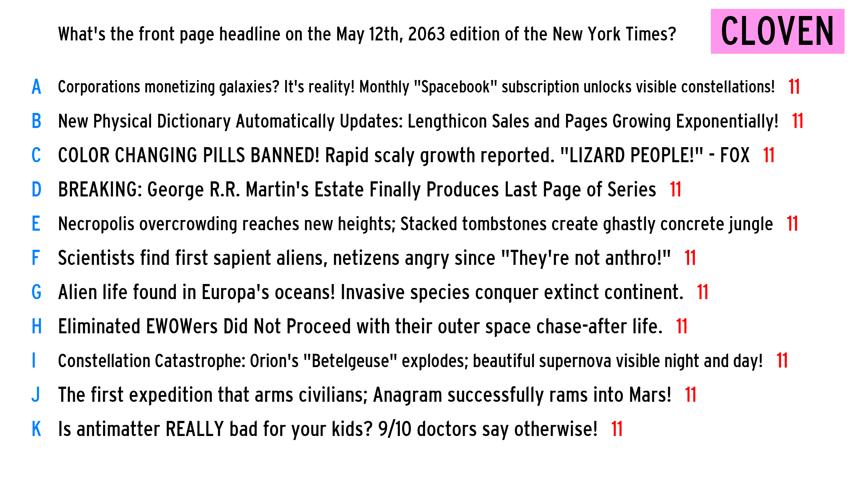 What's the front page headline on the May 12th, 2063 edition of the New York Times?
CLOVEN
A Corporations monetizing galaxies? It's reality! Monthly "Spacebook" subscription unlocks visible constellations! 11
B New Physical Dictionary Automatically Updates: Lengthicon Sales and Pages Growing Exponentially! 11
C COLOR CHANGING PILLS BANNED! Rapid scaly growth reported. "LIZARD PEOPLE!" - FOX 11
D BREAKING: George R.R. Martin's Estate Finally Produces Last Page of Series 11
E Necropolis overcrowding reaches new heights; Stacked tombstones create ghastly concrete jungle 11
F Scientists find first sapient aliens, netizens angry since "They're not anthro!" 11
G Alien life found in Europa's oceans! Invasive species conquer extinct continent. 11
H Eliminated EWOWers Did Not Proceed with their outer space chase-after life. 11
I Constellation Catastrophe: Orion's "Betelgeuse" explodes; beautiful supernova visible night and day! 11
J The first expedition that arms civilians; Anagram successfully rams into Mars! 11
K Is antimatter REALLY bad for your kids? 9/10 doctors say otherwise! 11